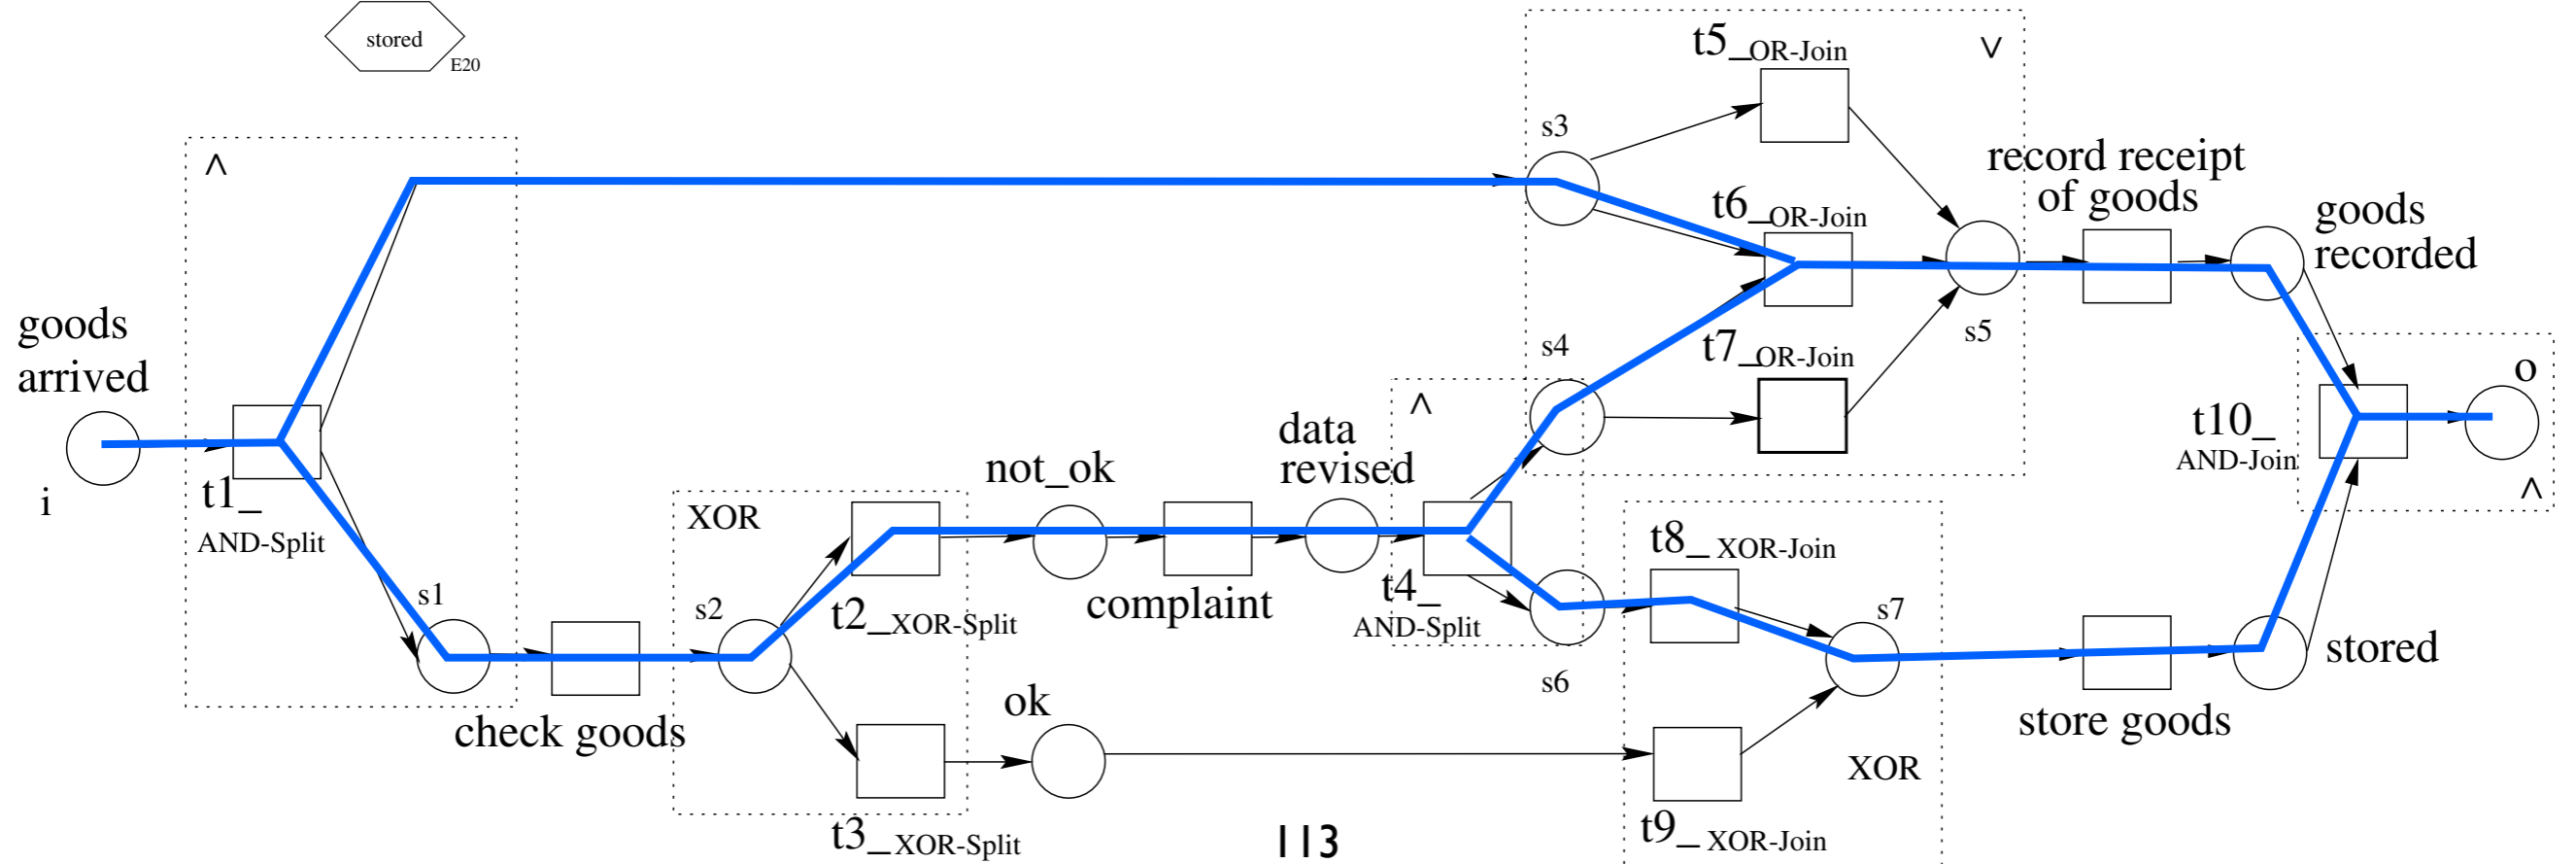 stored
E20
t5_OR-Join
V
s3
^
record receipt
of goods
t6_OR-Join
goods
recorded
goods
arrived
s4
t7_OR-Join
s5
o
^
data
revised
t10_
AND-Join
not_ok
i
t1_
AND-Split
XOR
^
t8_ XOR-Join
s1
s2
t2_XOR-Split
complaint
t4_
AND-Split
s7
stored
s6
ok
check goods
store goods
XOR
t3_XOR-Split
113
t9_ XOR-Join